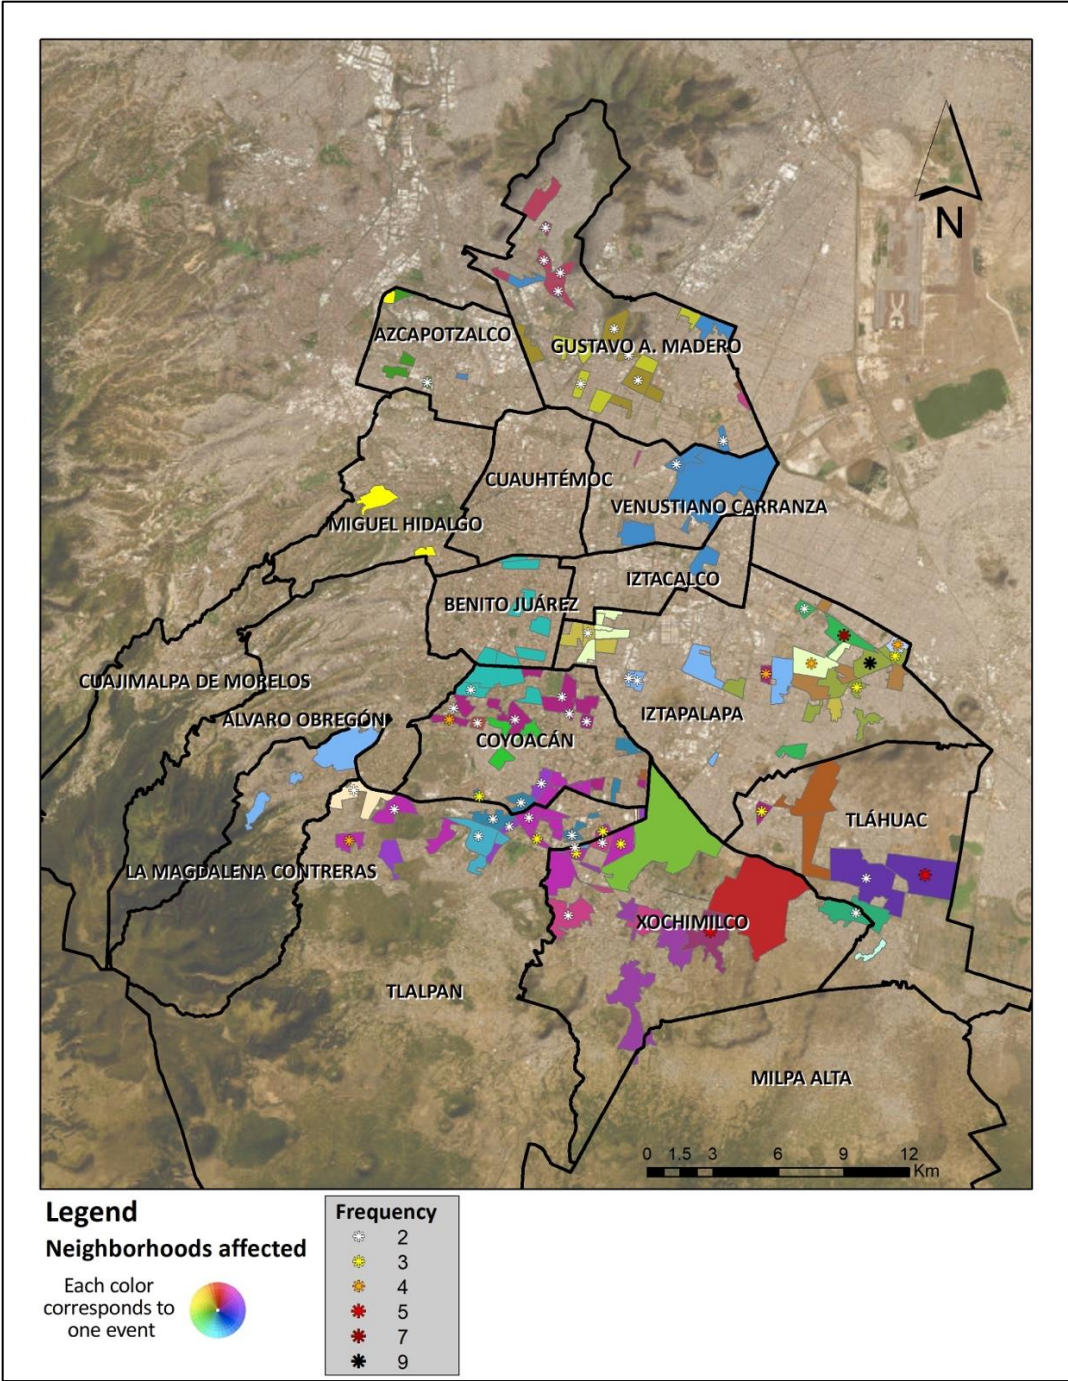 N
AZCAPOTZALCO
GUSTAVO A. MADERO
CUAUHTÉMOC
VENUSTIANO CARRANZA
MIGUEL HIDALGO
IZTACALCO
BENITO JUÁREZ
CUAJIMALPA DE MORELOS
ÁLVARO OBREGÓN
IZTAPALAPA
COYOACÁN
TLÁHUAC
LA MAGDALENA CONTRERAS
XOCHIMILCO
TLALPAN
MILPA ALTA
0 1.5 3 6 9 12
Km
Legend
Neighborhoods affected
Each color
corresponds to
one event
Frequency
2
3
4
5
7
9